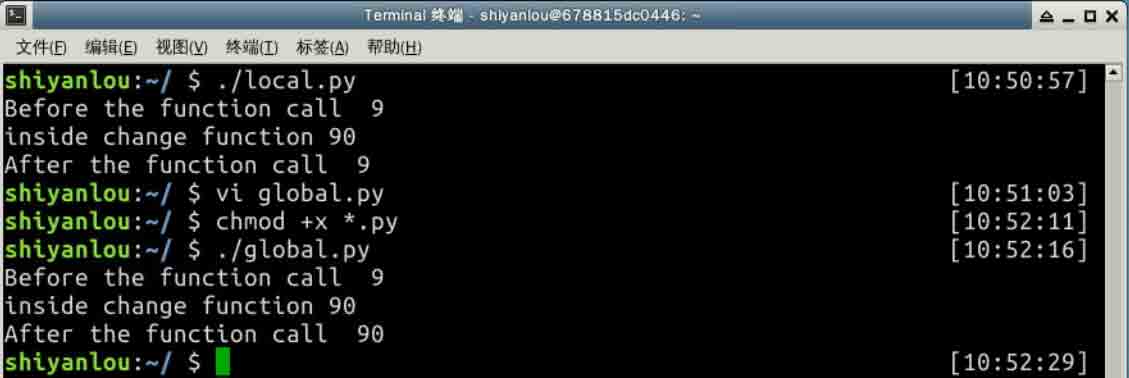 Terminal 终端 - shiyanlou@678815dc0446: ~
文件(F) 编辑(E) 视图(V) 终端(T) 标签(A) 帮助(H)
shiyanlou:~/ $ ./local.py [10:50:57]
Before the function call  9
inside change function 90
After the function call  9
shiyanlou:~/ $ vi global.py [10:51:03]
shiyanlou:~/ $ chmod +x *.py [10:52:11]
shiyanlou:~/ $ ./global.py [10:52:16]
Before the function call  9
inside change function 90
After the function call  90
shiyanlou:~/ $ [10:52:29]